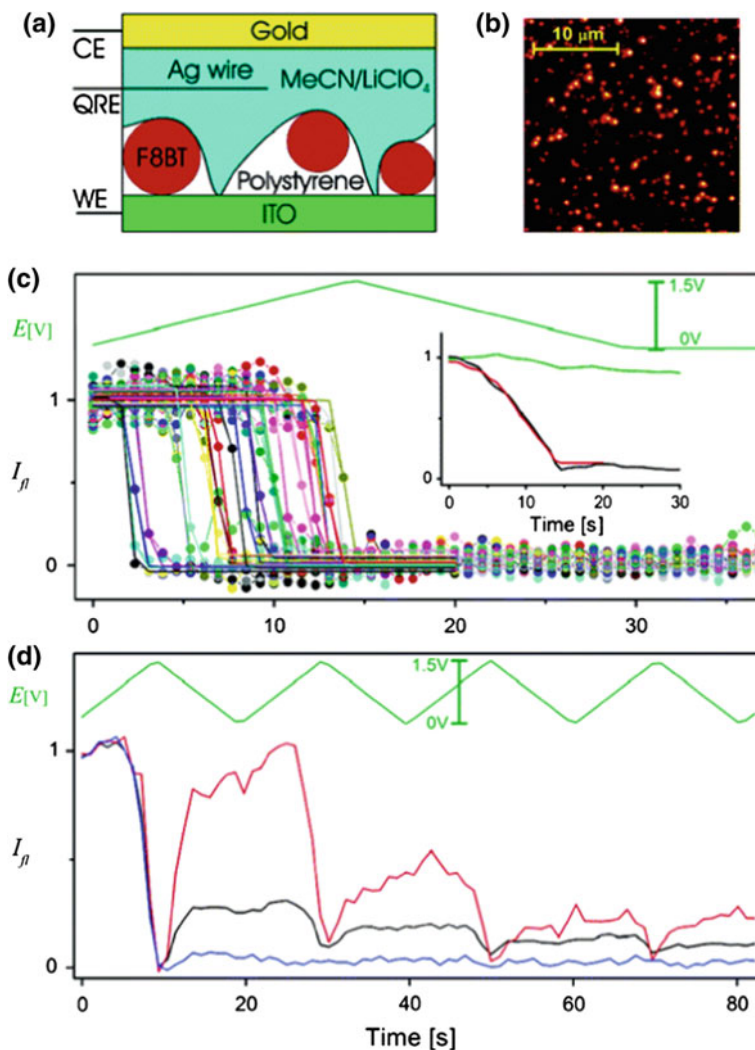 (a)
Gold
CE
Ag wire
MeCN/LiClO₄
QRE
F8BT
Polystyrene
WE
ITO
(b)
10 μm
(c)
E[V]
1.5V
0V
1
0
I_fl
1
0
0 10 20 30
Time [s]
0 10 20 30
(d)
E[V]
1.5V
0V
1
I_fl
0
0 20 40 60 80
Time [s]